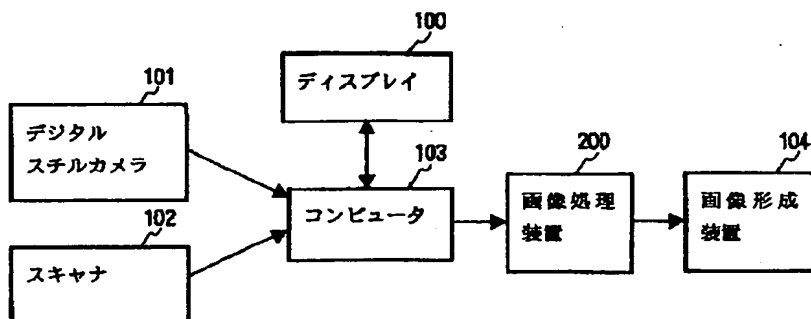 100
ディスプレイ
101
デジタル
スチルカメラ
103
コンピュータ
200
画像処理
装置
104
画像形成
装置
102
スキャナ